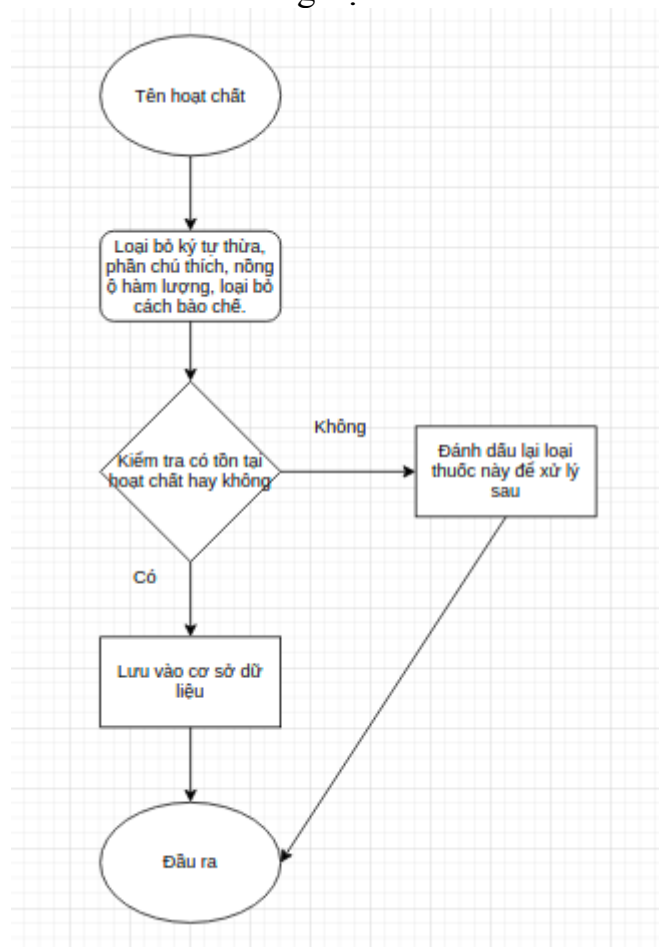 Tên hoạt chất
Loại bỏ ký tự thừa,
phần chú thích, nồng
ộ hàm lượng, loại bỏ
cách bào chế.
Không
Kiểm tra có tồn tại
hoạt chất hay không
Đánh dấu lại loại
thuốc này để xử lý
sau
Có
Lưu vào cơ sở dữ
liệu
Đầu ra